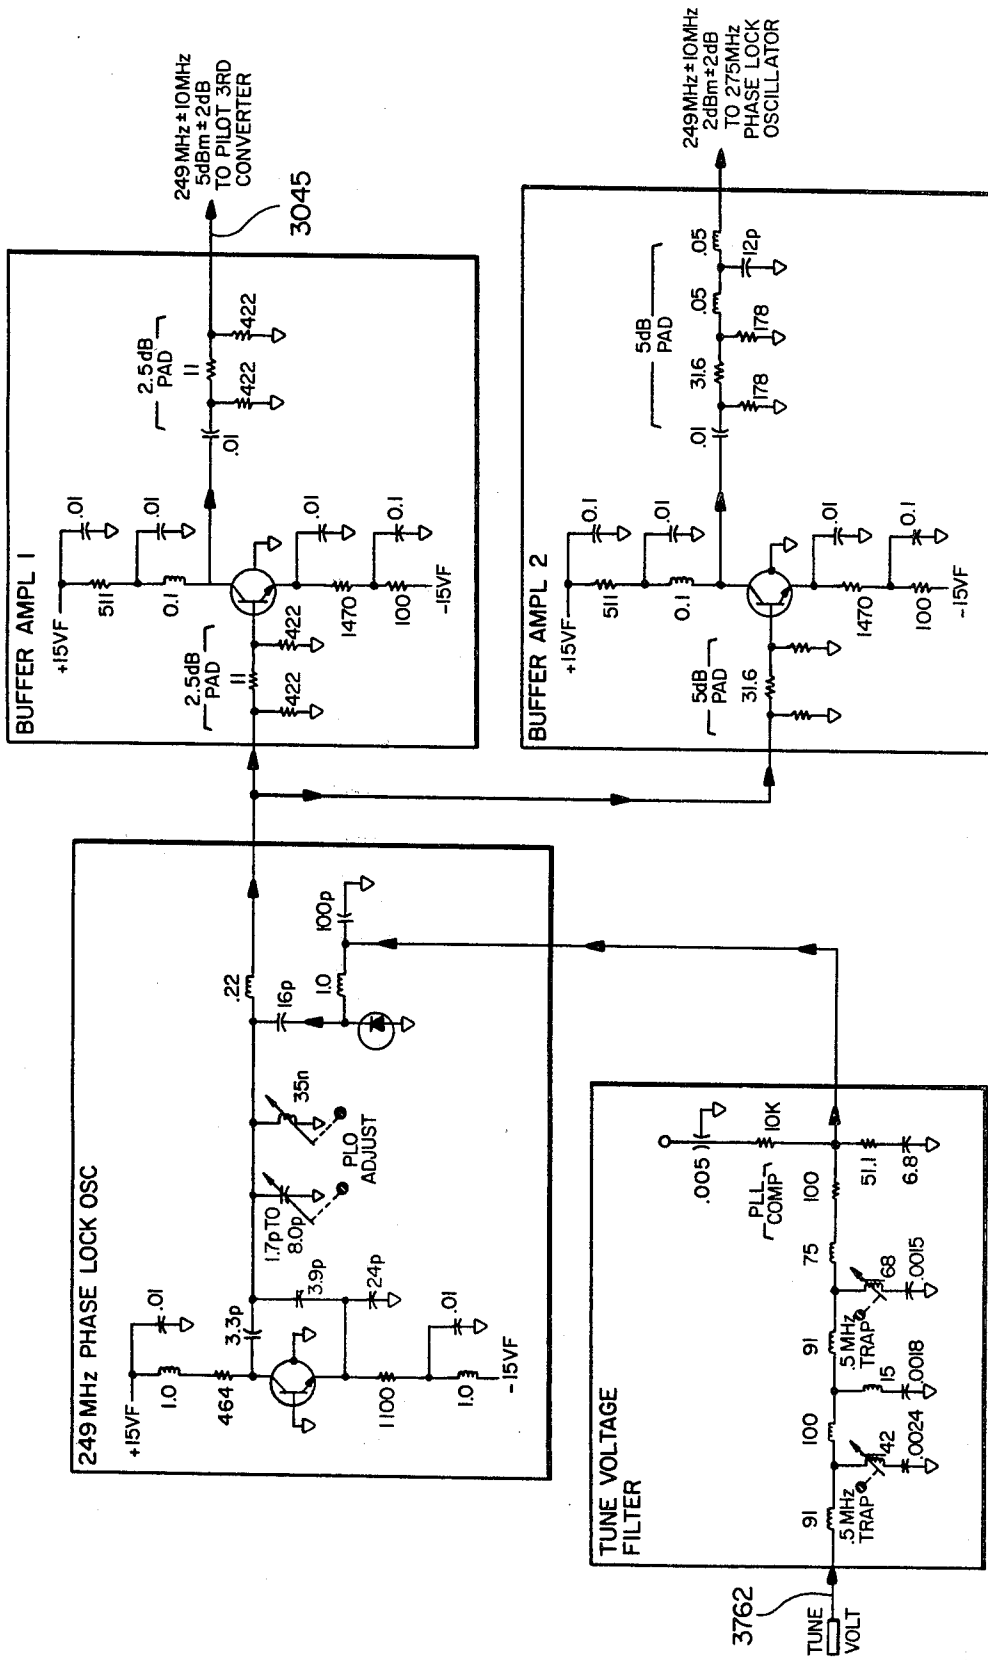 249 MHz PHASE LOCK OSC
+15VF
.01
1.0
464
3.3p
3.9p
24p
1100
.01
1.0
-15VF
1.7p TO
8.0p
35n
PLO
ADJUST
.22
16p
1.0
100p
BUFFER AMPL 1
+15VF
.01
511
.01
0.1
2.5dB
PAD
11
422
422
1470
.01
100
0.1
-15VF
.01
2.5dB
PAD
11
422
422
249MHz±10MHz
5dBm±2dB
TO PILOT 3RD
CONVERTER
3045
TUNE VOLTAGE
FILTER
3762
TUNE
VOLT
91
.5 MHz
TRAP
42
.0024
100
15
.0018
91
.5 MHz
TRAP
68
.0015
75
100
.005
PLL
COMP
10K
51.1
6.8
BUFFER AMPL 2
+15VF
0.1
511
.01
0.1
5dB
PAD
31.6
1470
.01
100
0.1
-15VF
.01
5dB
PAD
31.6
178
178
.05
.05
12p
249MHz±10MHz
2dBm±2dB
TO 275MHz
PHASE LOCK
OSCILLATOR